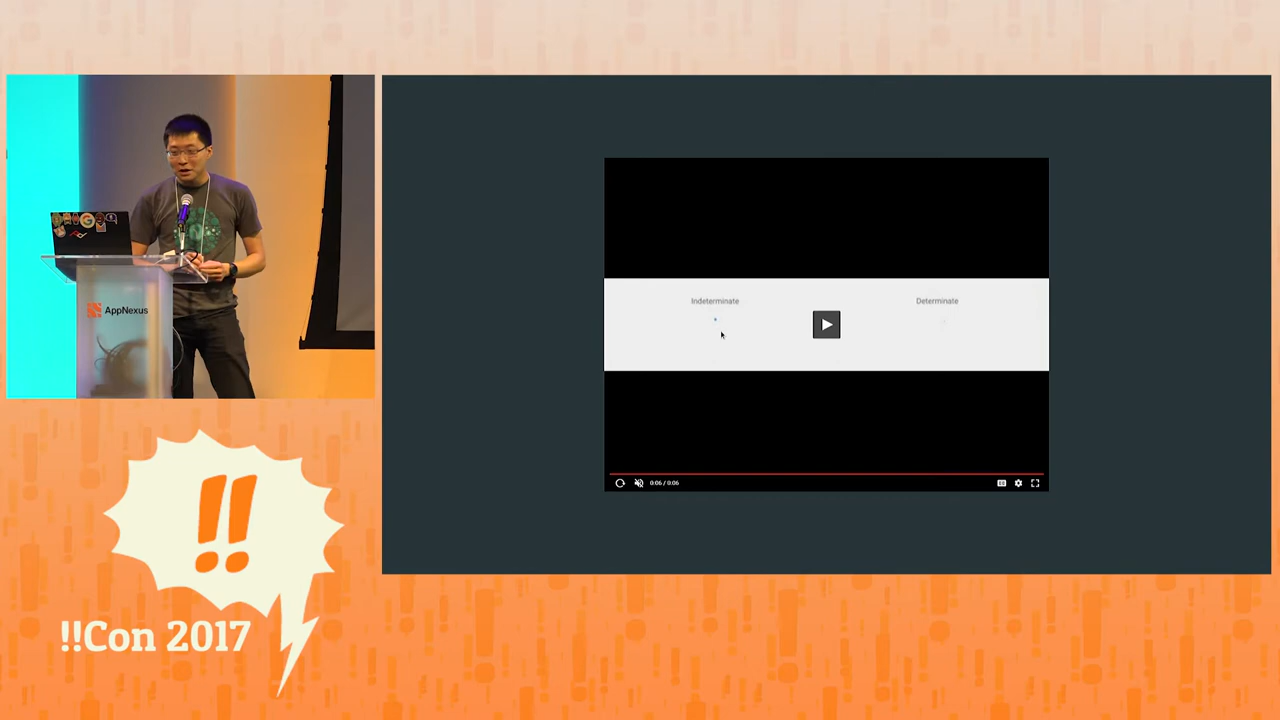 AppNexus
Indeterminate
Determinate
0:06 / 0:06
!!
!!Con 2017